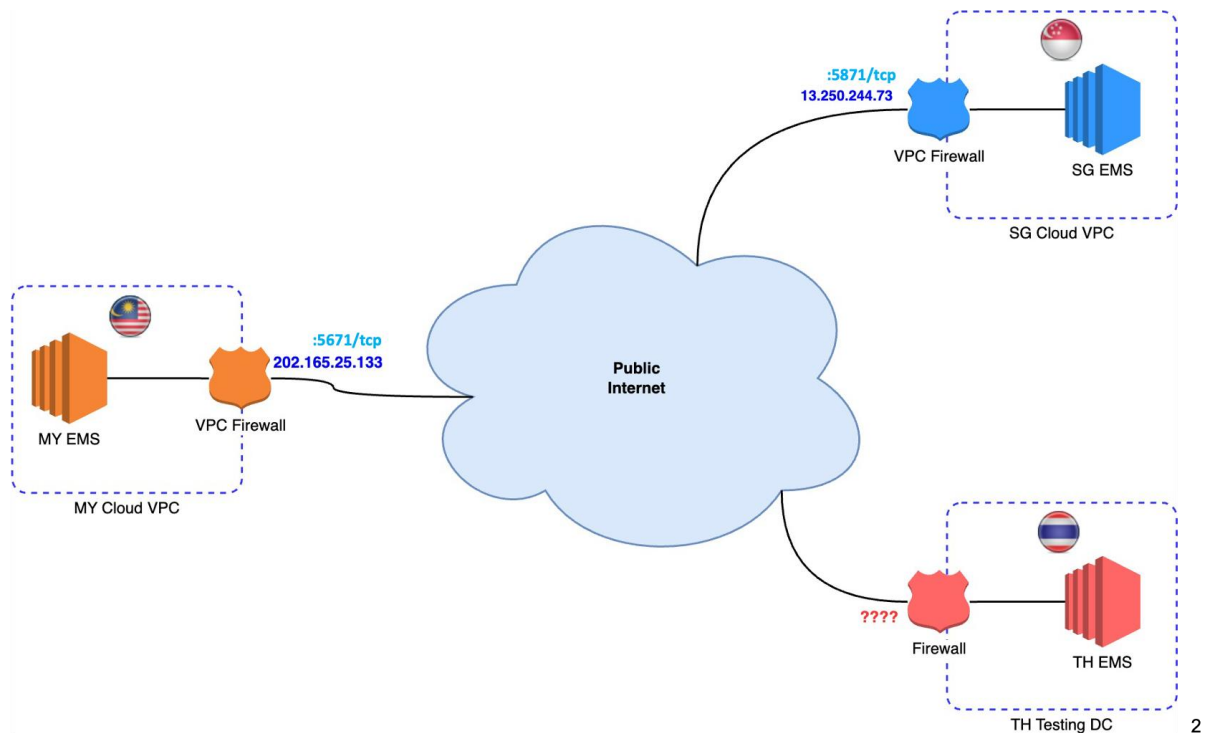 :5871/tcp
13.250.244.73
VPC Firewall
SG EMS
SG Cloud VPC
:5671/tcp
202.165.25.133
MY EMS
VPC Firewall
MY Cloud VPC
Public
Internet
????
Firewall
TH EMS
TH Testing DC
2